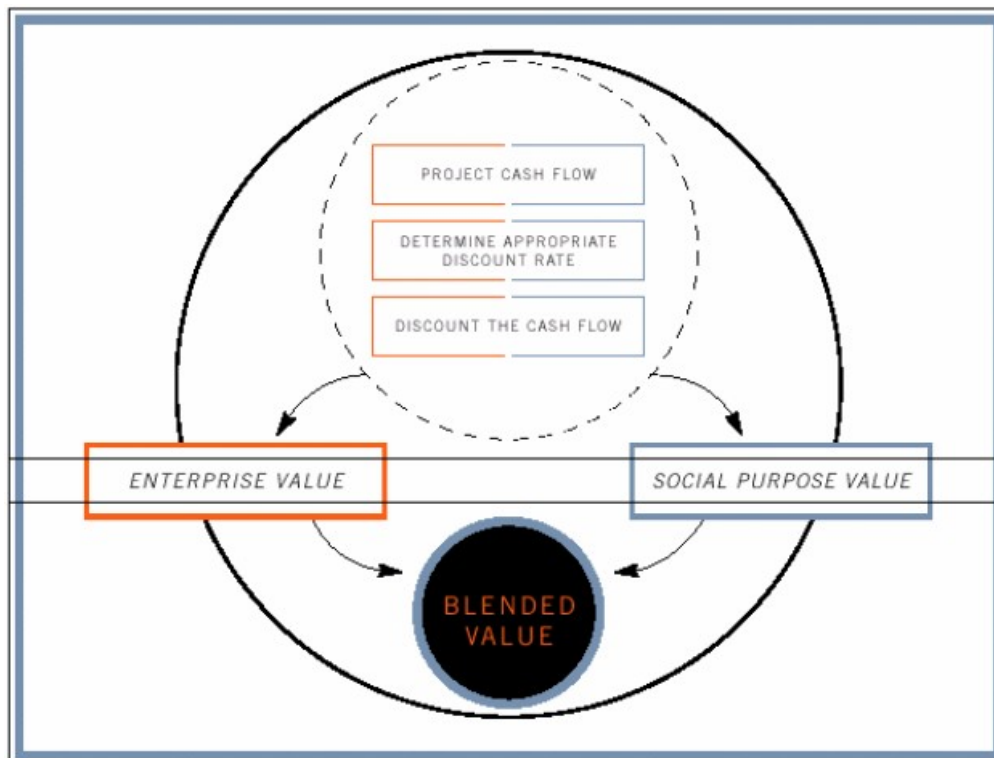 PROJECT CASH FLOW
DETERMINE APPROPRIATE
DISCOUNT RATE
DISCOUNT THE CASH FLOW
ENTERPRISE VALUE
SOCIAL PURPOSE VALUE
BLENDED
VALUE